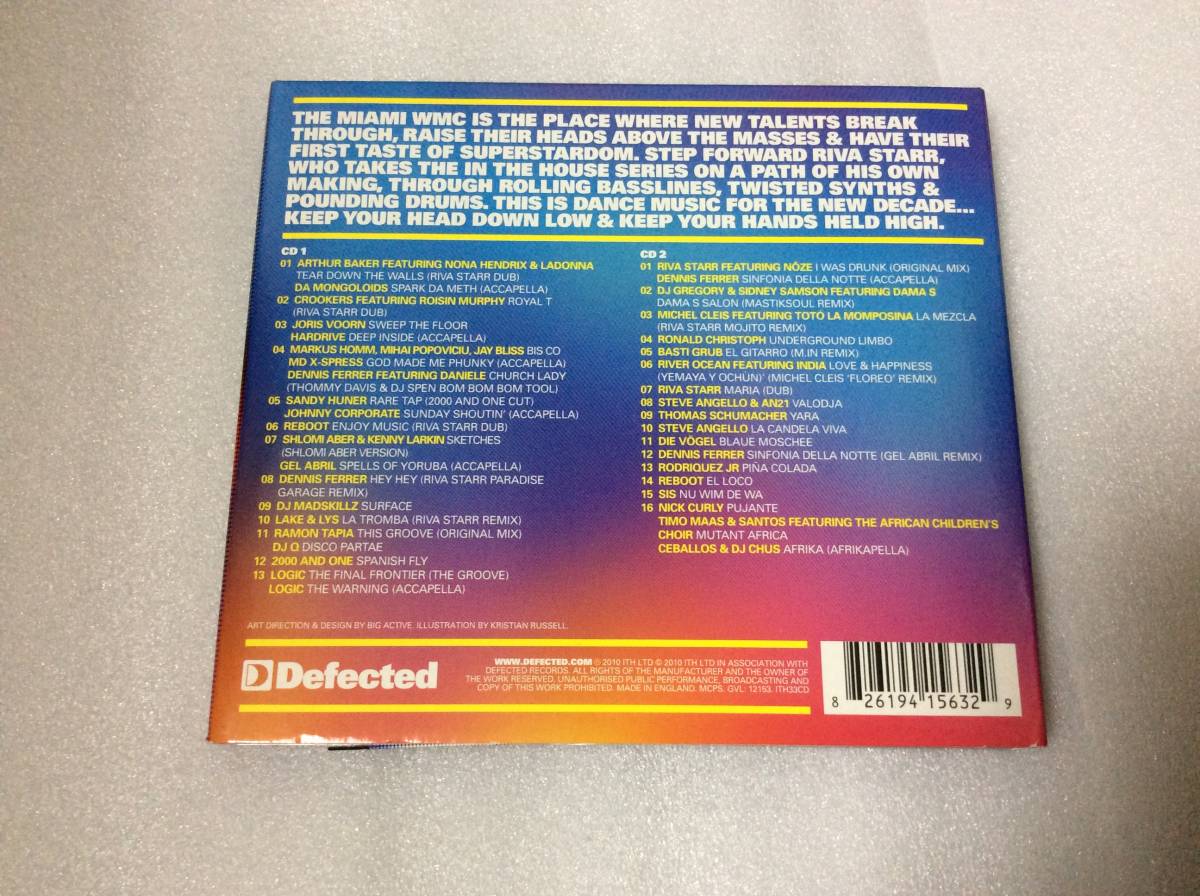 THE MIAMI WMC IS THE PLACE WHERE NEW TALENTS BREAK
THROUGH, RAISE THEIR HEADS ABOVE THE MASSES & HAVE THEIR
FIRST TASTE OF SUPERSTARDOM. STEP FORWARD RIVA STARR,
WHO TAKES THE IN THE HOUSE SERIES ON A PATH OF HIS OWN
MAKING, THROUGH ROLLING BASSLINES, TWISTED SYNTHS &
POUNDING DRUMS. THIS IS DANCE MUSIC FOR THE NEW DECADE...
KEEP YOUR HEAD DOWN LOW & KEEP YOUR HANDS HELD HIGH.
CD 1
01 ARTHUR BAKER FEATURING NONA HENDRIX & LADONNA
TEAR DOWN THE WALLS (RIVA STARR DUB)
DA MONGOLOIDS SPARK DA METH (ACCAPELLA)
02 CROOKERS FEATURING ROISIN MURPHY ROYAL T
(RIVA STARR DUB)
03 JORIS VOORN SWEEP THE FLOOR
HARDRIVE DEEP INSIDE (ACCAPELLA)
04 MARKUS HOMM, MIHAI POPOVICIU, JAY BLISS BIS CO
MD X-SPRESS GOD MADE ME PHUNKY (ACCAPELLA)
DENNIS FERRER FEATURING DANIELE CHURCH LADY
(THOMMY DAVIS & DJ SPEN BOM BOM BOM TOOL)
05 SANDY HUNER RARE TAP (2000 AND ONE CUT)
JOHNNY CORPORATE SUNDAY SHOUTIN' (ACCAPELLA)
06 REBOOT ENJOY MUSIC (RIVA STARR DUB)
07 SHLOMI ABER & KENNY LARKIN SKETCHES
(SHLOMI ABER VERSION)
GEL ABRIL SPELLS OF YORUBA (ACCAPELLA)
08 DENNIS FERRER HEY HEY (RIVA STARR PARADISE
GARAGE REMIX)
09 DJ MADSKILLZ SURFACE
10 LAKE & LYS LA TROMBA (RIVA STARR REMIX)
11 RAMON TAPIA THIS GROOVE (ORIGINAL MIX)
DJ Q DISCO PARTAE
12 2000 AND ONE SPANISH FLY
13 LOGIC THE FINAL FRONTIER (THE GROOVE)
LOGIC THE WARNING (ACCAPELLA)
CD 2
01 RIVA STARR FEATURING NÔZE I WAS DRUNK (ORIGINAL MIX)
DENNIS FERRER SINFONIA DELLA NOTTE (ACCAPELLA)
02 DJ GREGORY & SIDNEY SAMSON FEATURING DAMA S
DAMA S SALON (MASTIKSOUL REMIX)
03 MICHEL CLEIS FEATURING TOTO LA MOMPOSINA LA MEZCLA
(RIVA STARR MOJITO REMIX)
04 RONALD CHRISTOPH UNDERGROUND LIMBO
05 BASTI GRUB EL GITARRO (M.IN REMIX)
06 RIVER OCEAN FEATURING INDIA LOVE & HAPPINESS
(YEMAYA Y OCHUN)' (MICHEL CLEIS 'FLOREO' REMIX)
07 RIVA STARR MARIA (DUB)
08 STEVE ANGELLO & AN21 VALODJA
09 THOMAS SCHUMACHER YARA
10 STEVE ANGELLO LA CANDELA VIVA
11 DIE VÖGEL BLAUE MOSCHEE
12 DENNIS FERRER SINFONIA DELLA NOTTE (GEL ABRIL REMIX)
13 RODRIQUEZ JR PIÑA COLADA
14 REBOOT EL LOCO
15 SIS NU WIM DE WA
16 NICK CURLY PUJANTE
TIMO MAAS & SANTOS FEATURING THE AFRICAN CHILDREN'S
CHOIR MUTANT AFRICA
CEBALLOS & DJ CHUS AFRIKA (AFRIKAPELLA)
ART DIRECTION & DESIGN BY BIG ACTIVE. ILLUSTRATION BY KRISTIAN RUSSELL.
Defected
WWW.DEFECTED.COM ℗ 2010 ITH LTD © 2010 ITH LTD IN ASSOCIATION WITH
DEFECTED RECORDS. ALL RIGHTS OF THE MANUFACTURER AND THE OWNER OF
THE WORK RESERVED. UNAUTHORISED PUBLIC PERFORMANCE, BROADCASTING AND
COPY OF THIS WORK PROHIBITED. MADE IN ENGLAND. MCPS. GVL: 12153. ITH33CD
8 26194 15632 9